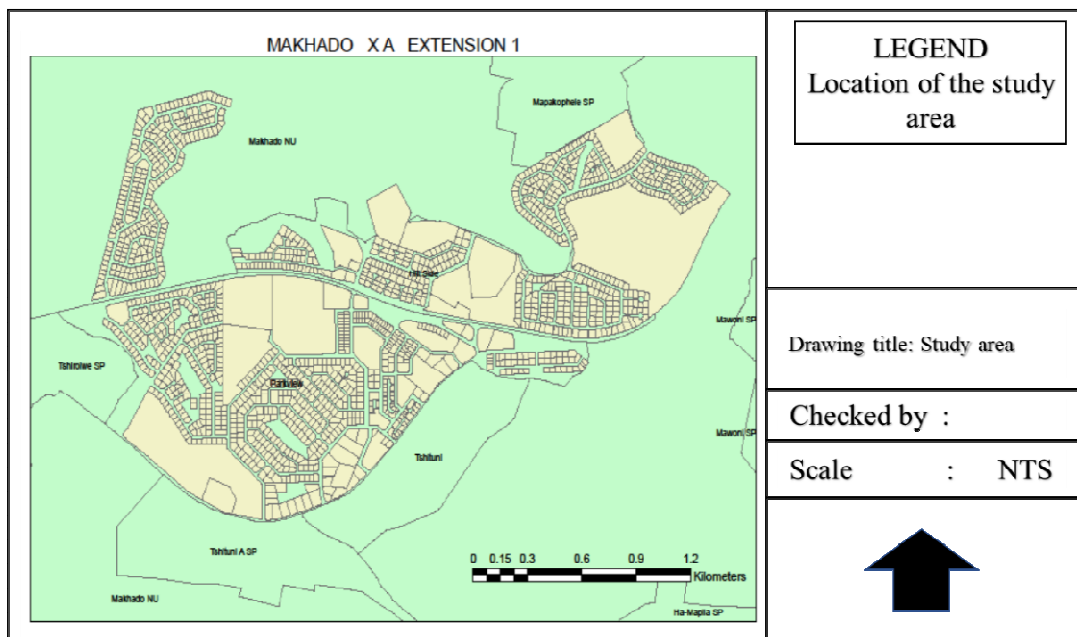 MAKHADO X A EXTENSION 1
Mapakophele SP
Makhado NU
Hill Side
Mawoni SP
Tshirolwe SP
Parkview
Mawoni SP
Tshituni
Tshituni A SP
Makhado NU
Ha-Mapila SP
0 0.15 0.3 0.6 0.9 1.2
Kilometers
LEGEND
Location of the study
area
Drawing title: Study area
Checked by :
Scale : NTS